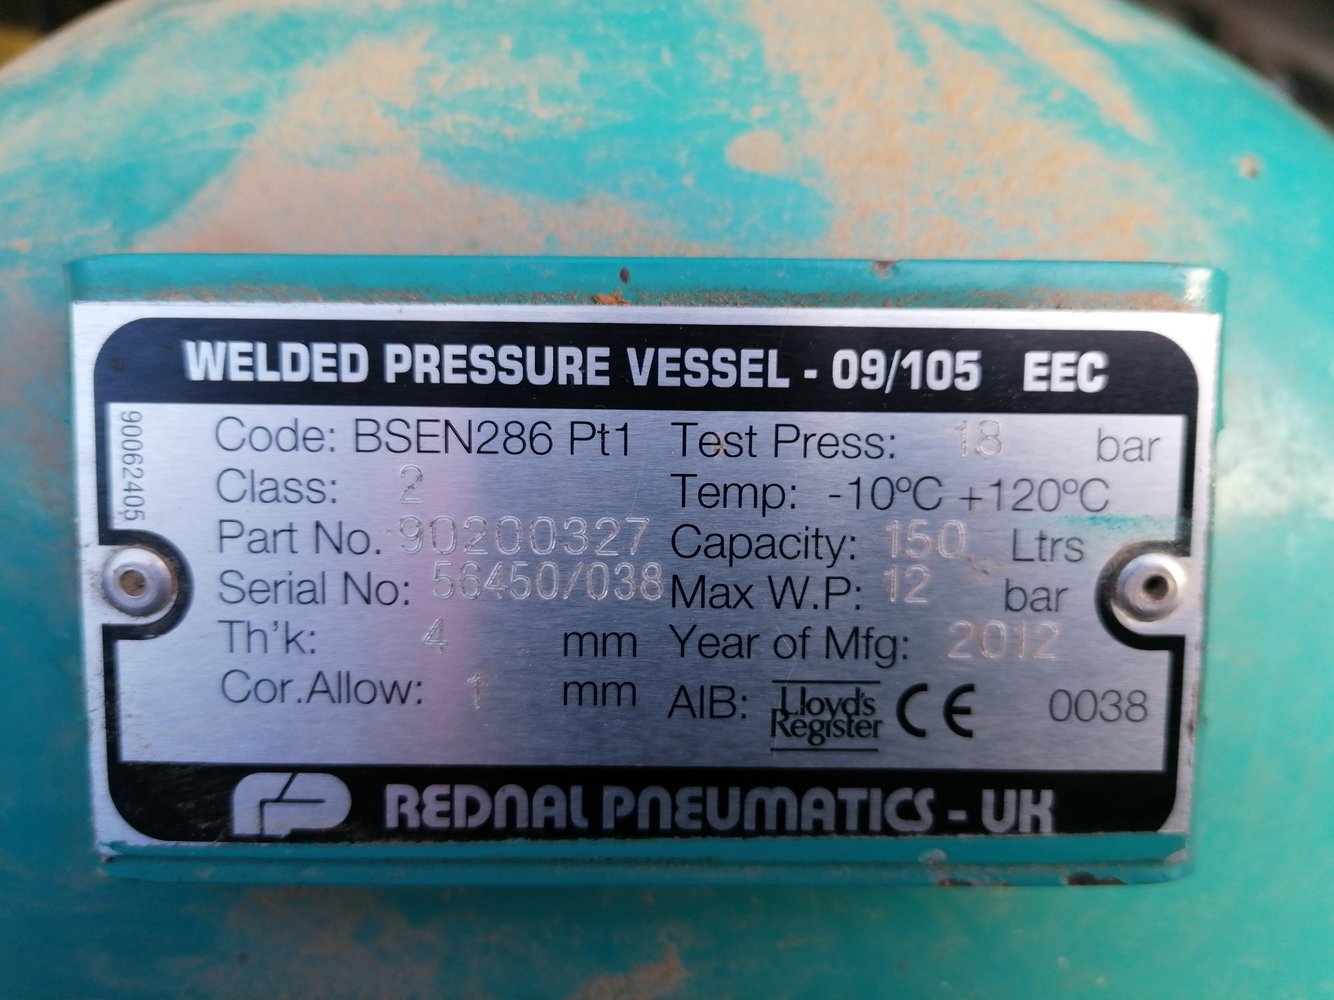 WELDED PRESSURE VESSEL - 09/105 EEC
90062405
Code: BSEN286 Pt1
Class: 2
Part No. 90200327
Serial No: 56450/038
Th'k: 4 mm
Cor.Allow: 1 mm
Test Press: 18 bar
Temp: -10ºC +120ºC
Capacity: 150 Ltrs
Max W.P: 12 bar
Year of Mfg: 2012
AIB: Lloyd's Register CE 0038
REDNAL PNEUMATICS - UK